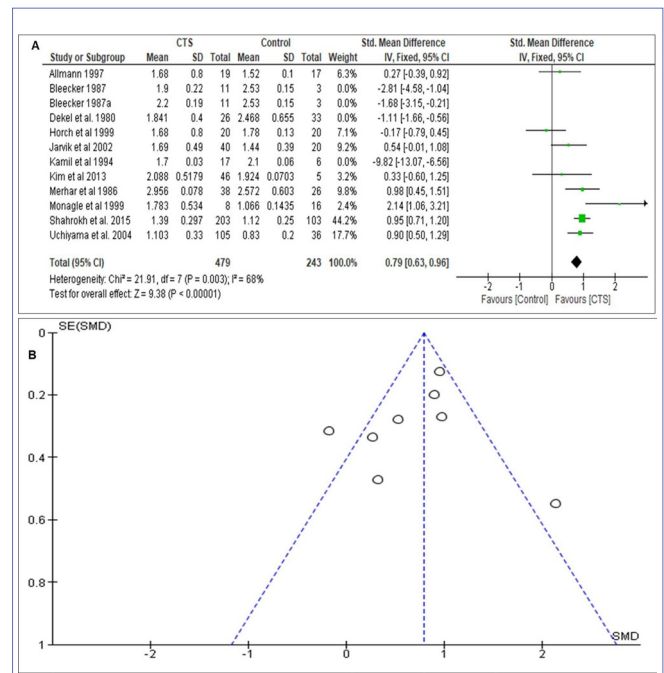 A
CTS Control Std. Mean Difference Std. Mean Difference
Study or Subgroup Mean SD Total Mean SD Total Weight IV, Fixed, 95% CI IV, Fixed, 95% CI
Allmann 1997 1.68 0.8 19 1.52 0.1 17 6.3% 0.27 [-0.39, 0.92]
Bleecker 1987 1.9 0.22 11 2.53 0.15 3 0.0% -2.81 [-4.58, -1.04]
Bleecker 1987a 2.2 0.19 11 2.53 0.15 3 0.0% -1.68 [-3.15, -0.21]
Dekel et al. 1980 1.841 0.4 26 2.468 0.655 33 0.0% -1.11 [-1.66, -0.56]
Horch et al 1999 1.68 0.8 20 1.78 0.13 20 7.0% -0.17 [-0.79, 0.45]
Jarvik et al 2002 1.69 0.49 40 1.44 0.39 20 9.0% 0.54 [-0.01, 1.08]
Kamil et al 1994 1.7 0.03 17 2.1 0.06 6 0.0% -9.82 [-13.07, -6.56]
Kim et al 2013 2.088 0.5179 46 1.924 0.0703 5 3.1% 0.33 [-0.60, 1.25]
Merhar et al 1986 2.956 0.078 38 2.572 0.603 26 9.6% 0.98 [0.45, 1.51]
Monagle et al 1999 1.783 0.534 8 1.066 0.1435 16 2.3% 2.14 [1.06, 3.21]
Shahrokh et al. 2015 1.39 0.297 203 1.12 0.25 103 44.2% 0.95 [0.71, 1.20]
Uchiyama et al. 2004 1.103 0.33 105 0.83 0.2 36 17.7% 0.90 [0.50, 1.29]
Total (95% CI) 479 243 100.0% 0.79 [0.63, 0.96]
Heterogeneity: Chi² = 21.91, df = 7 (P = 0.003); I² = 68%
Test for overall effect: Z = 9.38 (P < 0.00001)
-2 -1 0 1 2
Favours [Control] Favours [CTS]
B
SE(SMD)
0
0.2
0.4
0.6
0.8
1
SMD
-2 -1 0 1 2